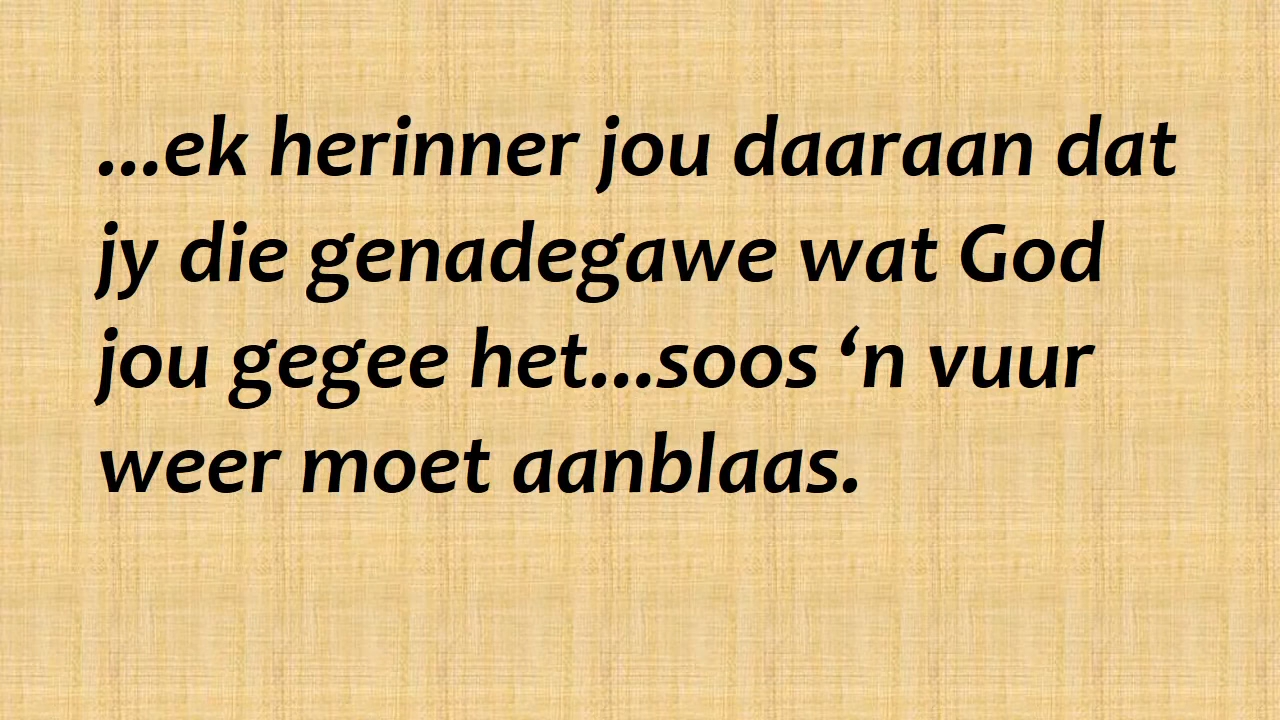 ...ek herinner jou daaraan dat
jy die genadegawe wat God
jou gegee het...soos ‘n vuur
weer moet aanblaas.